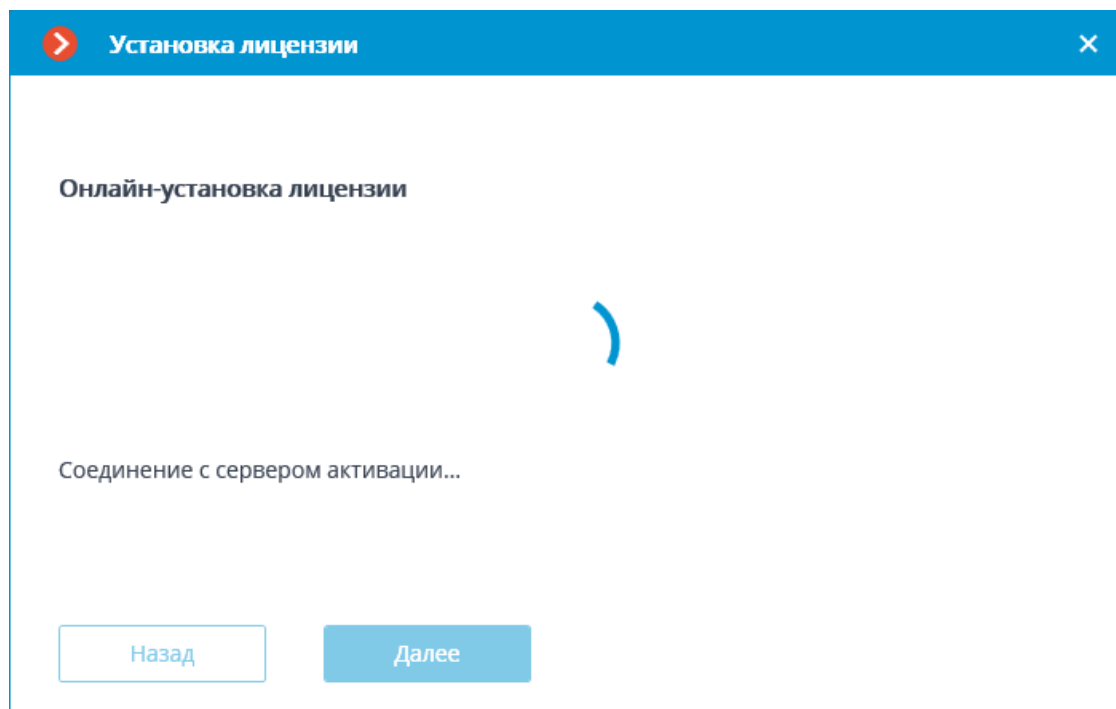 Установка лицензии
Онлайн-установка лицензии
Соединение с сервером активации...
Назад
Далее